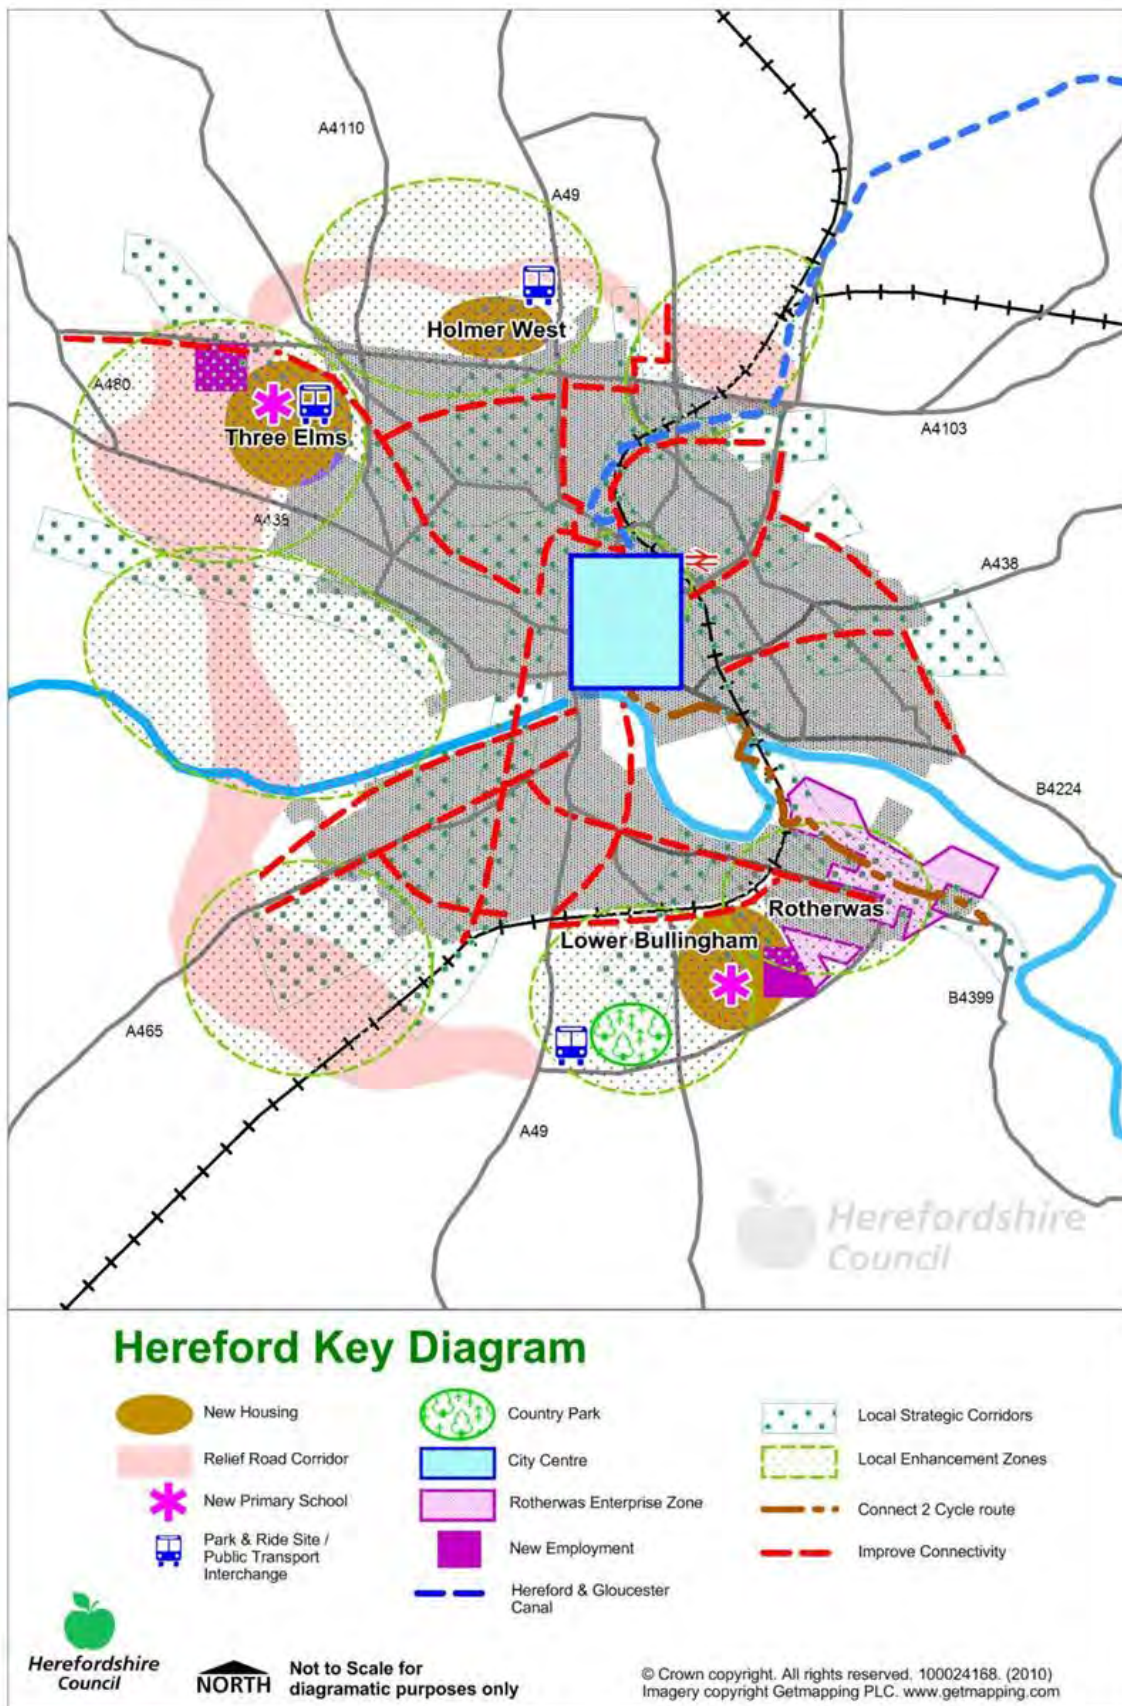 A4110
A49
Holmer West
A480
Three Elms
A4103
A438
A438
B4224
Rotherwas
Lower Bullingham
B4399
A465
A49
Herefordshire
Council
Hereford Key Diagram
New Housing
Relief Road Corridor
New Primary School
Park & Ride Site /
Public Transport
Interchange
Country Park
City Centre
Rotherwas Enterprise Zone
New Employment
Hereford & Gloucester
Canal
Local Strategic Corridors
Local Enhancement Zones
Connect 2 Cycle route
Improve Connectivity
Herefordshire
Council
NORTH
Not to Scale for
diagramatic purposes only
© Crown copyright. All rights reserved. 100024168. (2010)
Imagery copyright Getmapping PLC. www.getmapping.com